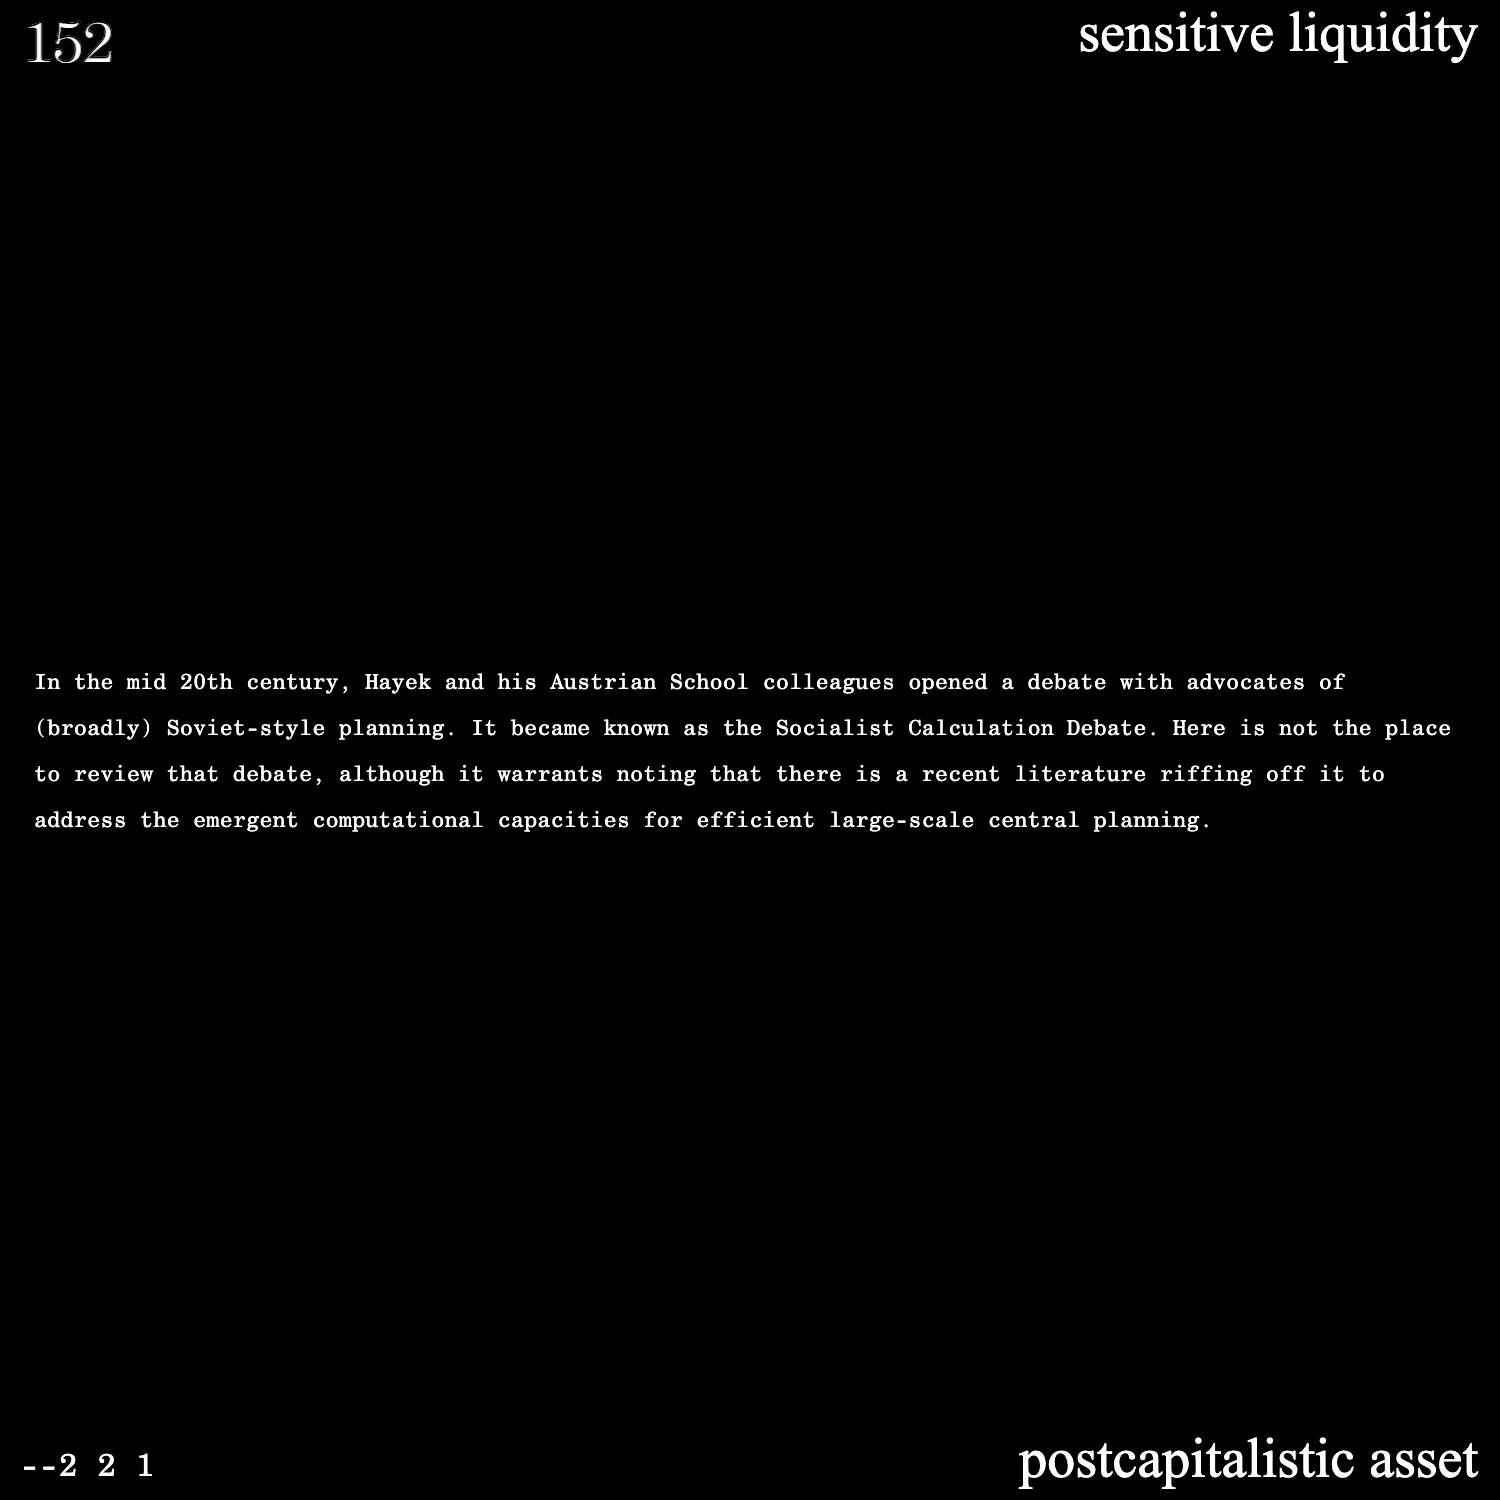 152
sensitive liquidity
In the mid 20th century, Hayek and his Austrian School colleagues opened a debate with advocates of
(broadly) Soviet-style planning. It became known as the Socialist Calculation Debate. Here is not the place
to review that debate, although it warrants noting that there is a recent literature riffing off it to
address the emergent computational capacities for efficient large-scale central planning.
--2 2 1
postcapitalistic asset